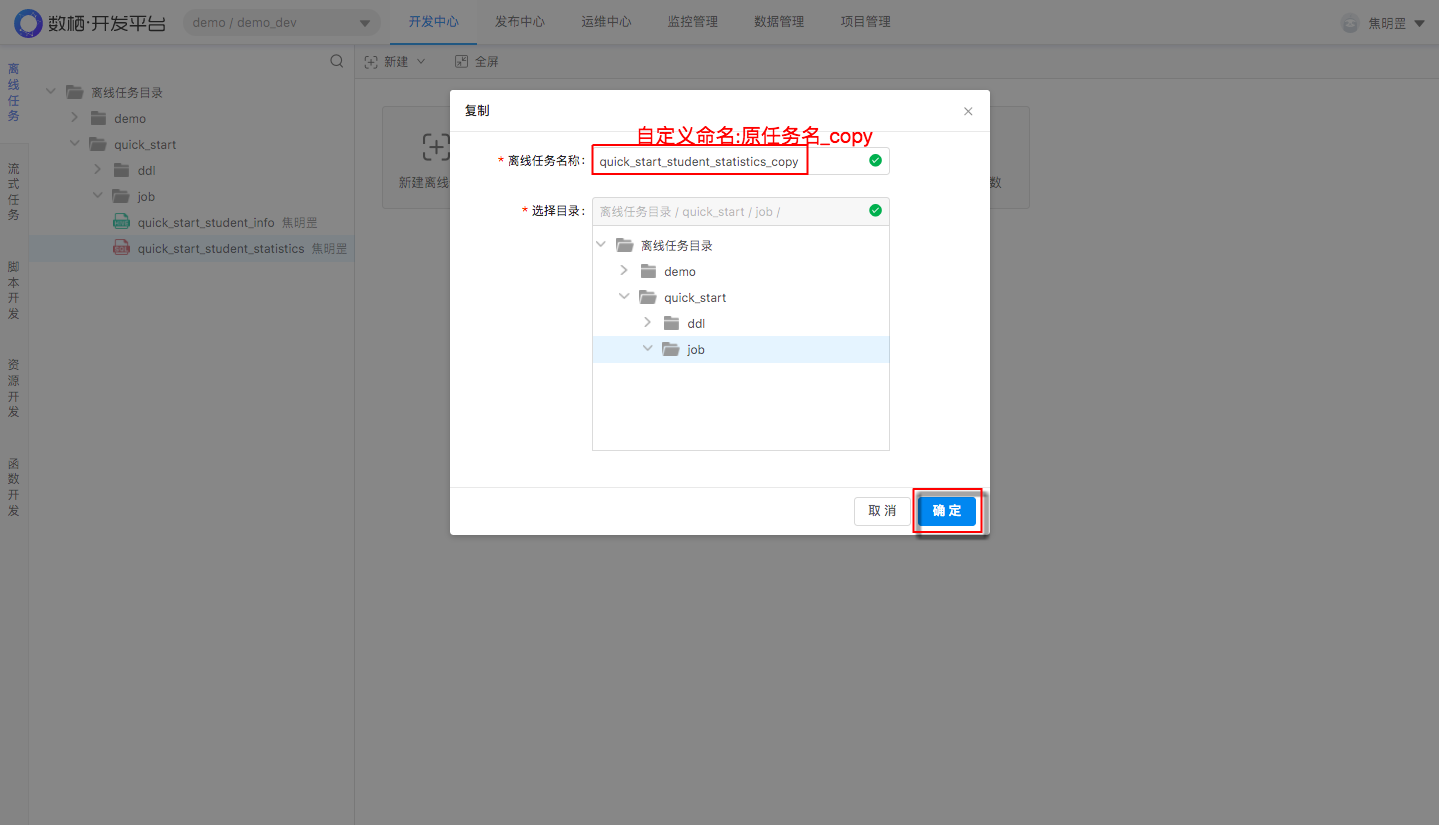 数栖·开发平台
demo / demo_dev
开发中心
发布中心
运维中心
监控管理
数据管理
项目管理
焦明罡
离线任务
流式任务
脚本开发
资源开发
函数开发
新建
全屏
离线任务目录
demo
quick_start
ddl
job
quick_start_student_info 焦明罡
quick_start_student_statistics 焦明罡
新建离线
数
复制
自定义命名:原任务名_copy
* 离线任务名称:
quick_start_student_statistics_copy
* 选择目录:
离线任务目录 / quick_start / job /
离线任务目录
demo
quick_start
ddl
job
取 消
确 定